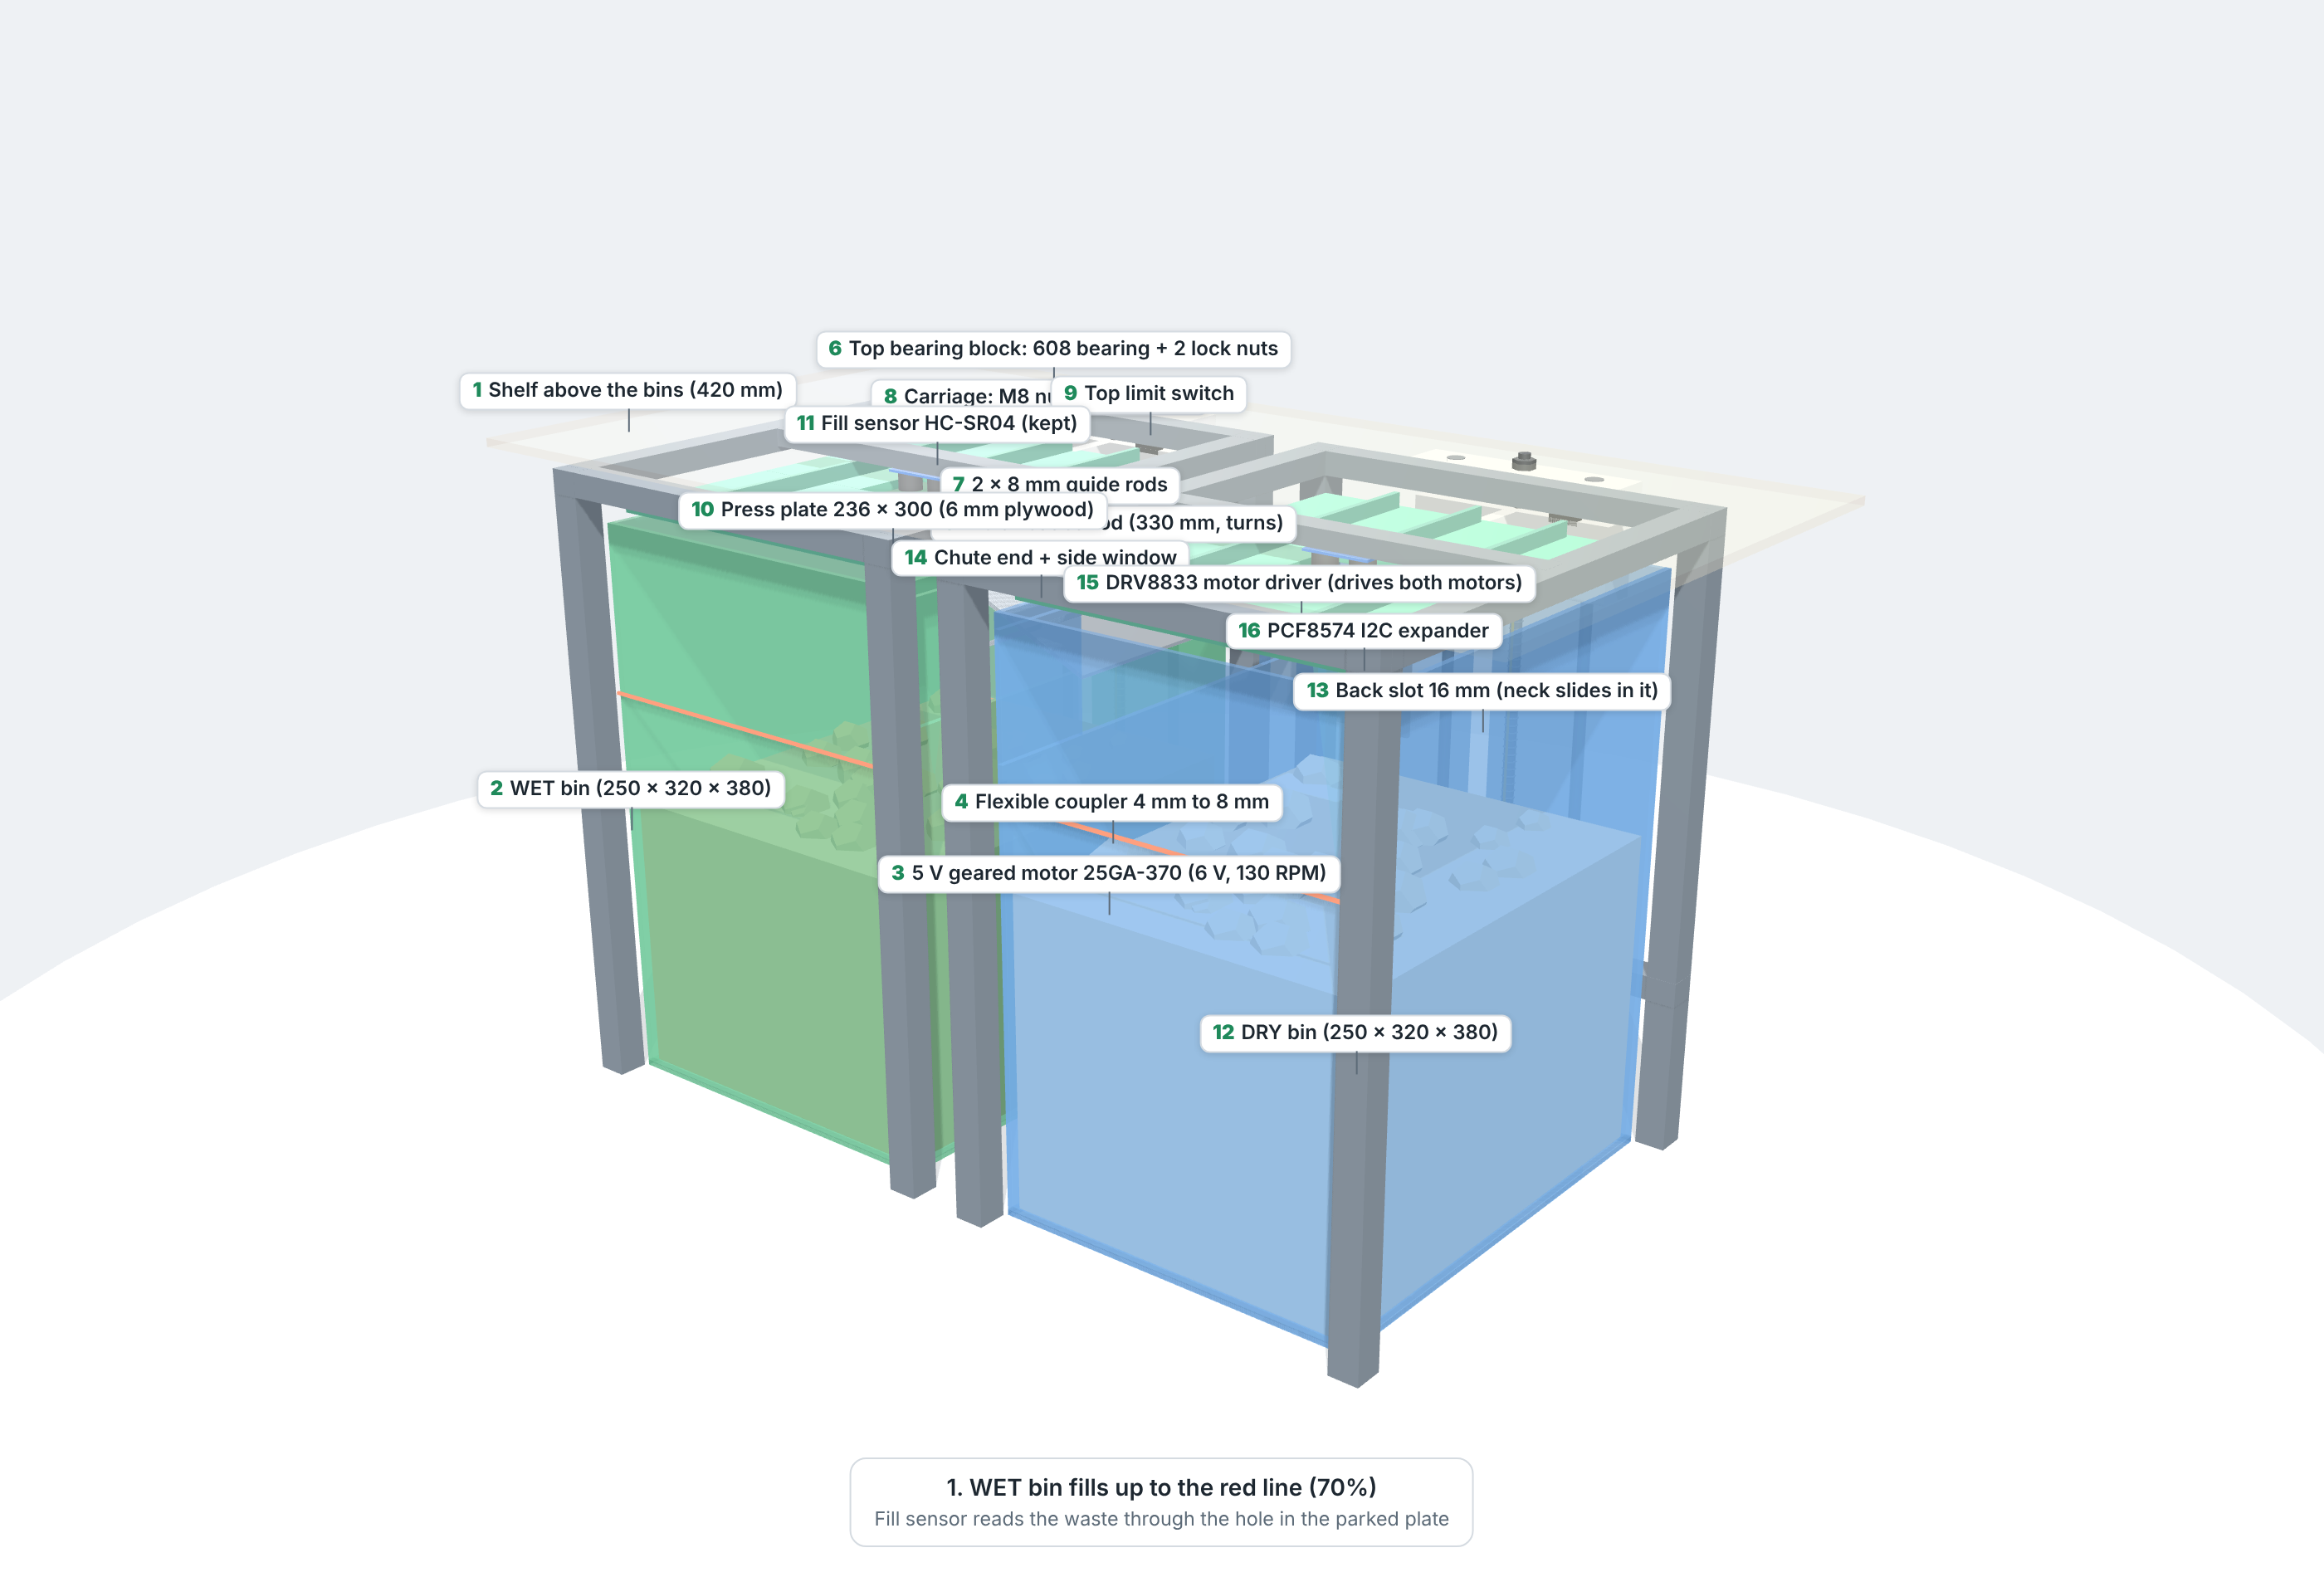 6 Top bearing block: 608 bearing + 2 lock nuts
1 Shelf above the bins (420 mm)
8 Carriage: M8
9 Top limit switch
11 Fill sensor HC-SR04 (kept)
7 2 × 8 mm guide rods
10 Press plate 236 × 300 (6 mm plywood)
(330 mm, turns)
14 Chute end + side window
15 DRV8833 motor driver (drives both motors)
16 PCF8574 I2C expander
13 Back slot 16 mm (neck slides in it)
2 WET bin (250 × 320 × 380)
4 Flexible coupler 4 mm to 8 mm
3 5 V geared motor 25GA-370 (6 V, 130 RPM)
12 DRY bin (250 × 320 × 380)
1. WET bin fills up to the red line (70%)
Fill sensor reads the waste through the hole in the parked plate